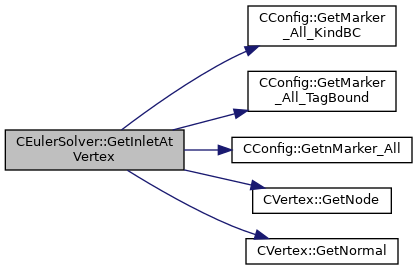 CEulerSolver::GetInletAt
Vertex
CConfig::GetMarker
_All_KindBC
CConfig::GetMarker
_All_TagBound
CConfig::GetnMarker_All
CVertex::GetNode
CVertex::GetNormal